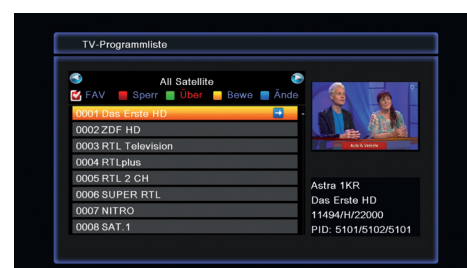 TV-Programmliste
All Satellite
FAV Sperr Über Bewe Ände
0001 Das Erste HD
0002 ZDF HD
0003 RTL Television
0004 RTLplus
0005 RTL 2 CH
0006 SUPER RTL
0007 NITRO
0008 SAT.1
Astra 1KR
Das Erste HD
11494/H/22000
PID: 5101/5102/5101